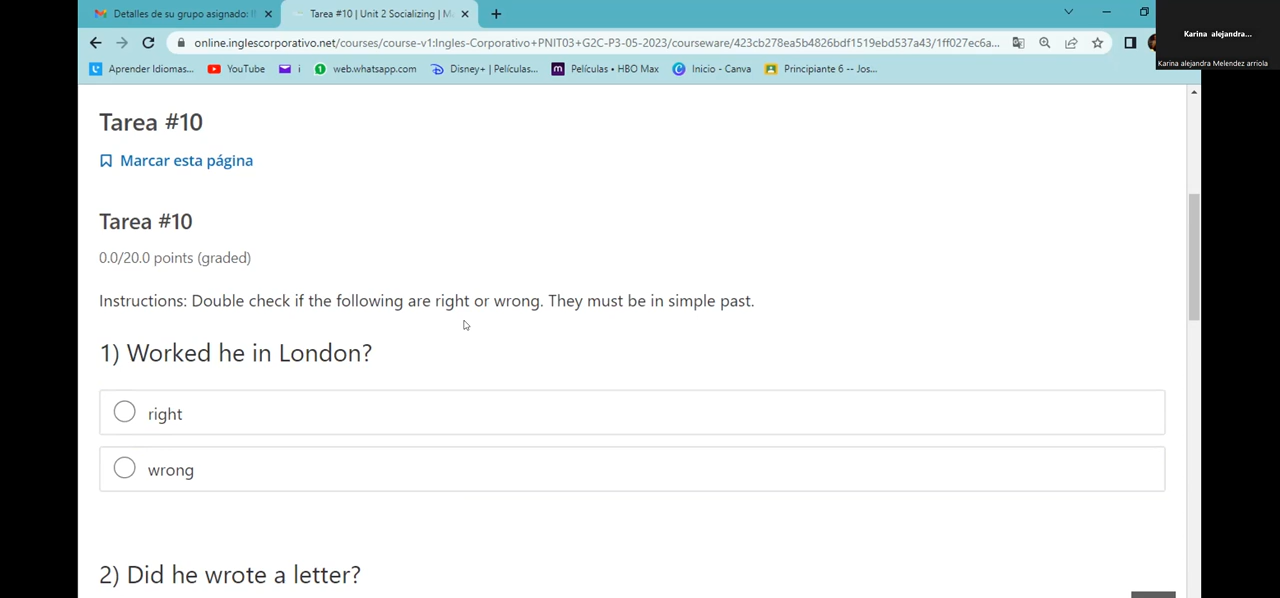 Detalles de su grupo asignado: I
Tarea #10 | Unit 2 Socializing | M
online.inglescorporativo.net/courses/course-v1:Ingles-Corporativo+PNIT03+G2C-P3-05-2023/courseware/423cb278ea5b4826bdf1519ebd537a43/1ff027ec6a...
Karina alejandra...
Karina alejandra Melendez arriola
Aprender Idiomas...
YouTube
i
web.whatsapp.com
Disney+ | Películas...
Películas • HBO Max
Inicio - Canva
Principiante 6 -- Jos...
Tarea #10
Marcar esta página
Tarea #10
0.0/20.0 points (graded)
Instructions: Double check if the following are right or wrong. They must be in simple past.
1) Worked he in London?
right
wrong
2) Did he wrote a letter?